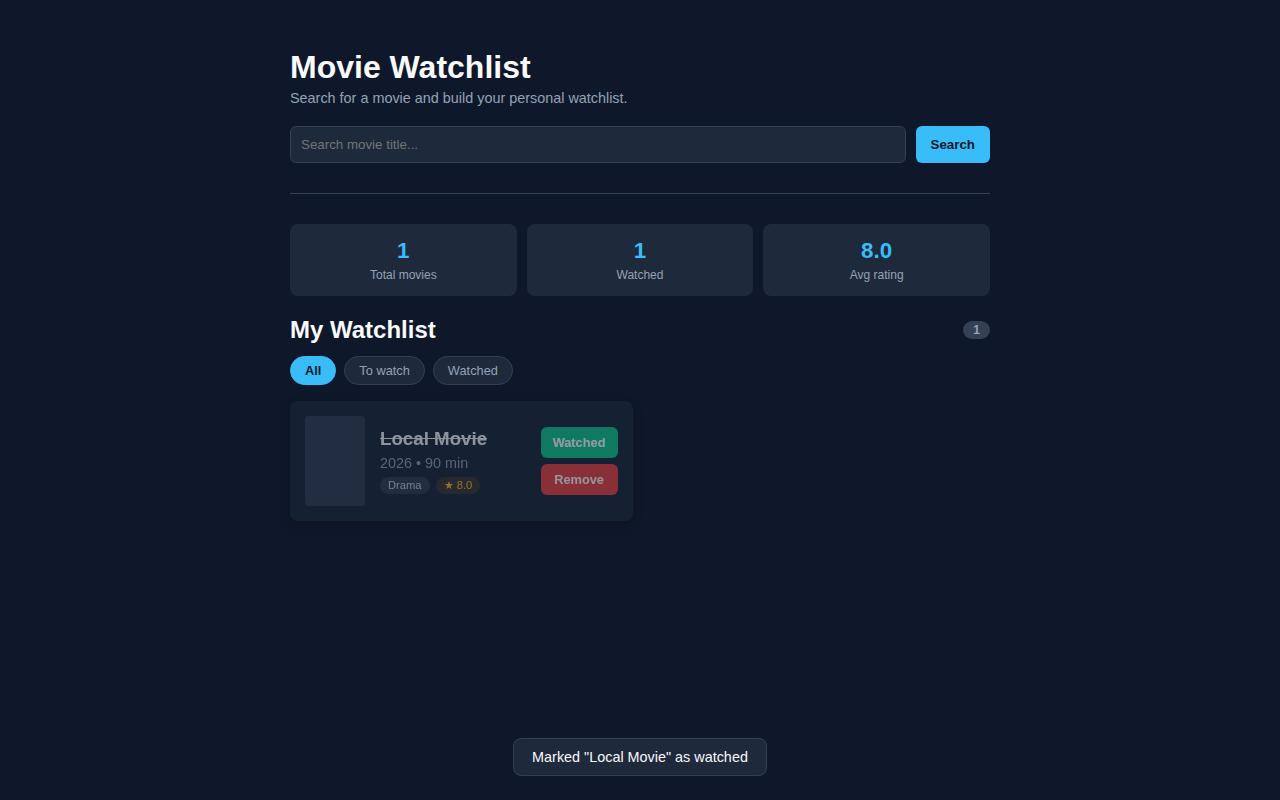 Movie Watchlist
Search for a movie and build your personal watchlist.
Search movie title...
Search
1
Total movies
1
Watched
8.0
Avg rating
My Watchlist
1
All
To watch
Watched
Local Movie
2026 • 90 min
Drama
★ 8.0
Watched
Remove
Marked "Local Movie" as watched